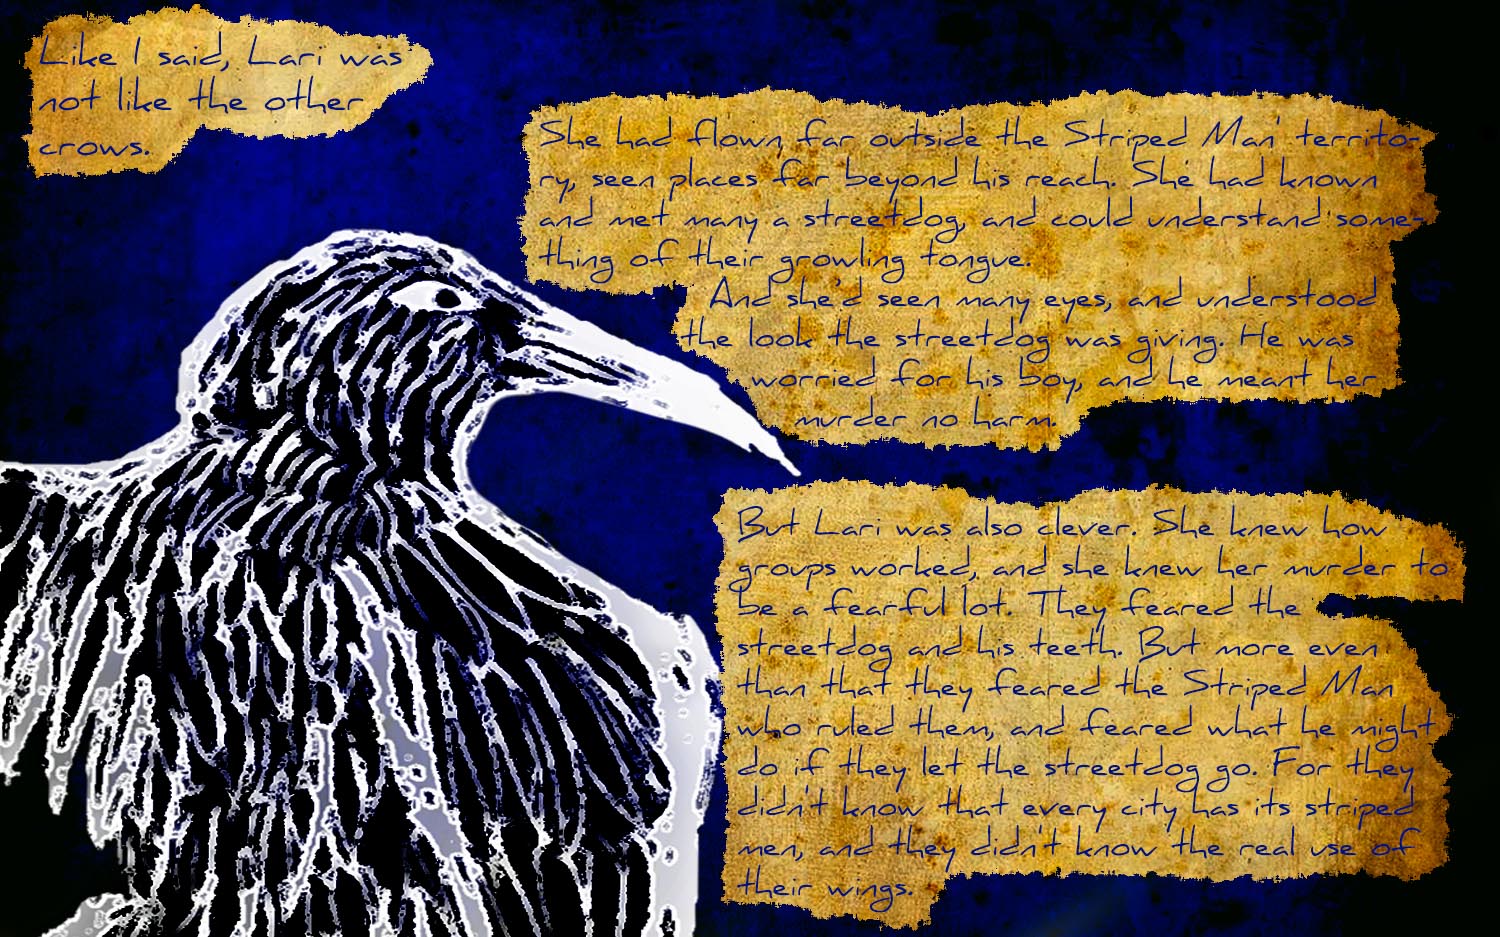 Like I said, Lari was
not like the other
crows.
She had flown far outside the Striped Man' territo-
ry, seen places far beyond his reach. She had known
and met many a streetdog, and could understand some-
thing of their growling tongue.
And she'd seen many eyes, and understood
the look the streetdog was giving. He was
worried for his boy, and he meant her
murder no harm.
But Lari was also clever. She knew how
groups worked, and she knew her murder to
be a fearful lot. They feared the
streetdog and his teeth. But more even
than that they feared the Striped Man
who ruled them, and feared what he might
do if they let the streetdog go. For they
didn't know that every city has its striped
men, and they didn't know the real use of
their wings.